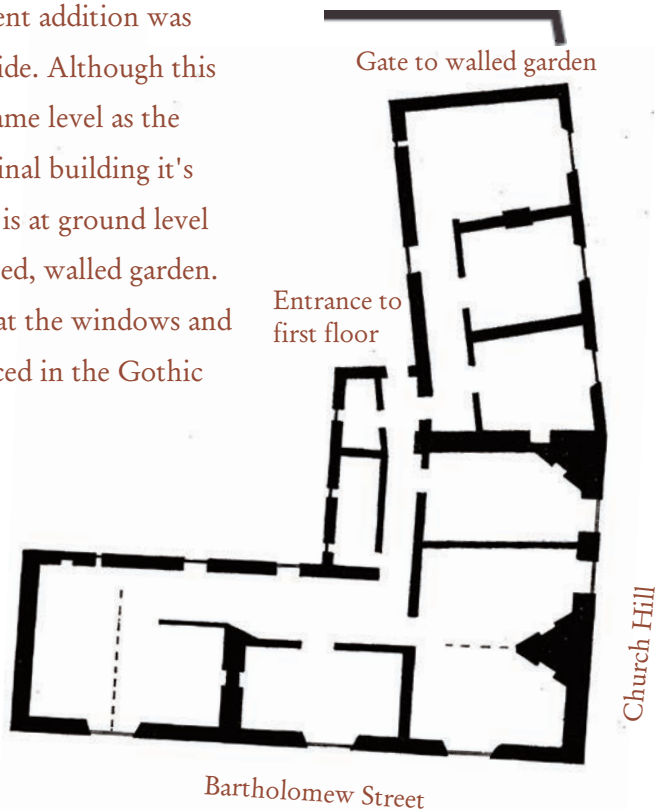 ent addition was
ide. Although this
ame level as the
inal building it's
is at ground level
ed, walled garden.
at the windows and
ced in the Gothic
Gate to walled garden
Entrance to
first floor
Church Hill
Bartholomew Street